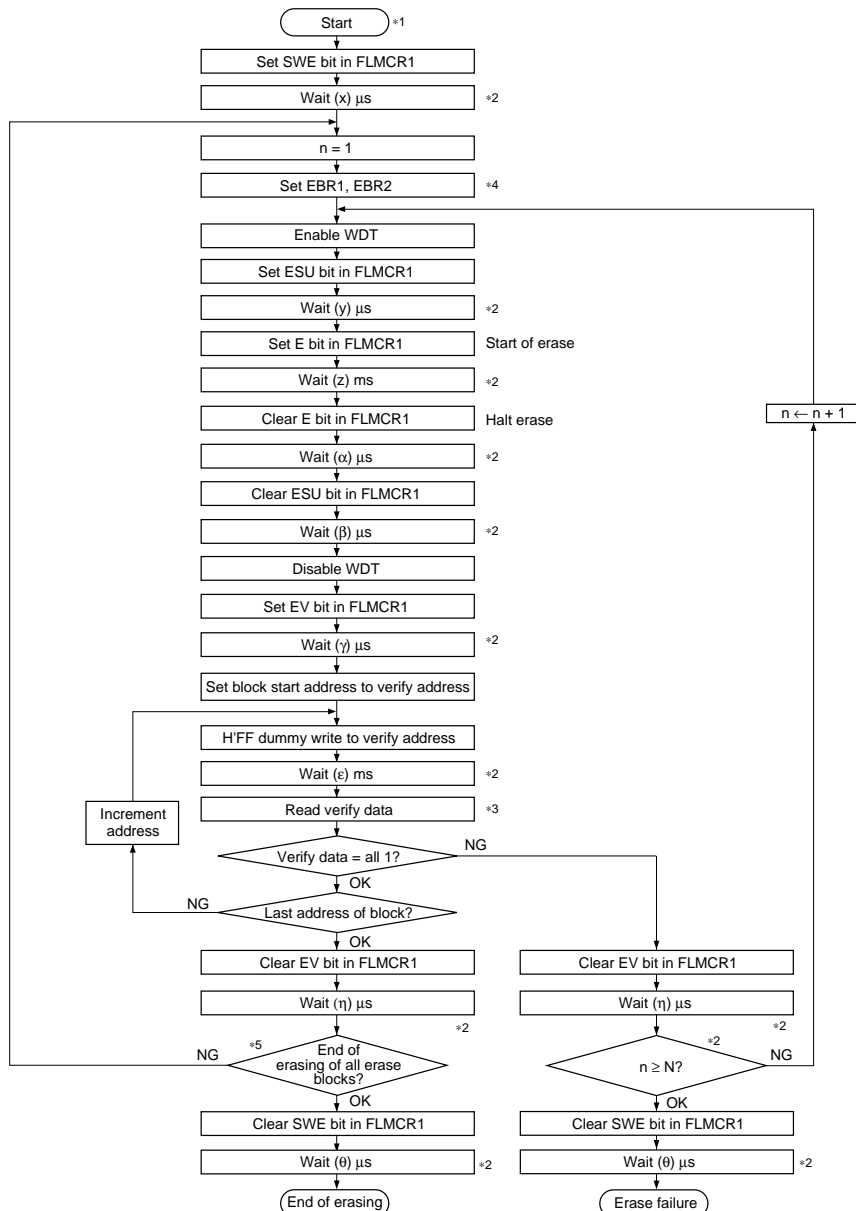 Start *1
Set SWE bit in FLMCR1
Wait (x) μs *2
n = 1
Set EBR1, EBR2 *4
Enable WDT
Set ESU bit in FLMCR1
Wait (y) μs *2
Set E bit in FLMCR1 Start of erase
Wait (z) ms *2
n ← n + 1
Clear E bit in FLMCR1 Halt erase
Wait (α) μs *2
Clear ESU bit in FLMCR1
Wait (β) μs *2
Disable WDT
Set EV bit in FLMCR1
Wait (γ) μs *2
Set block start address to verify address
H'FF dummy write to verify address
Wait (ε) ms *2
Increment
address
Read verify data *3
Verify data = all 1? NG
OK
NG Last address of block?
OK
Clear EV bit in FLMCR1
Wait (η) μs
*2
NG *5 End of
erasing of all erase
blocks?
OK
Clear SWE bit in FLMCR1
Wait (θ) μs *2
End of erasing
Clear EV bit in FLMCR1
Wait (η) μs
*2
*2
n ≥ N? NG
OK
Clear SWE bit in FLMCR1
Wait (θ) μs *2
Erase failure